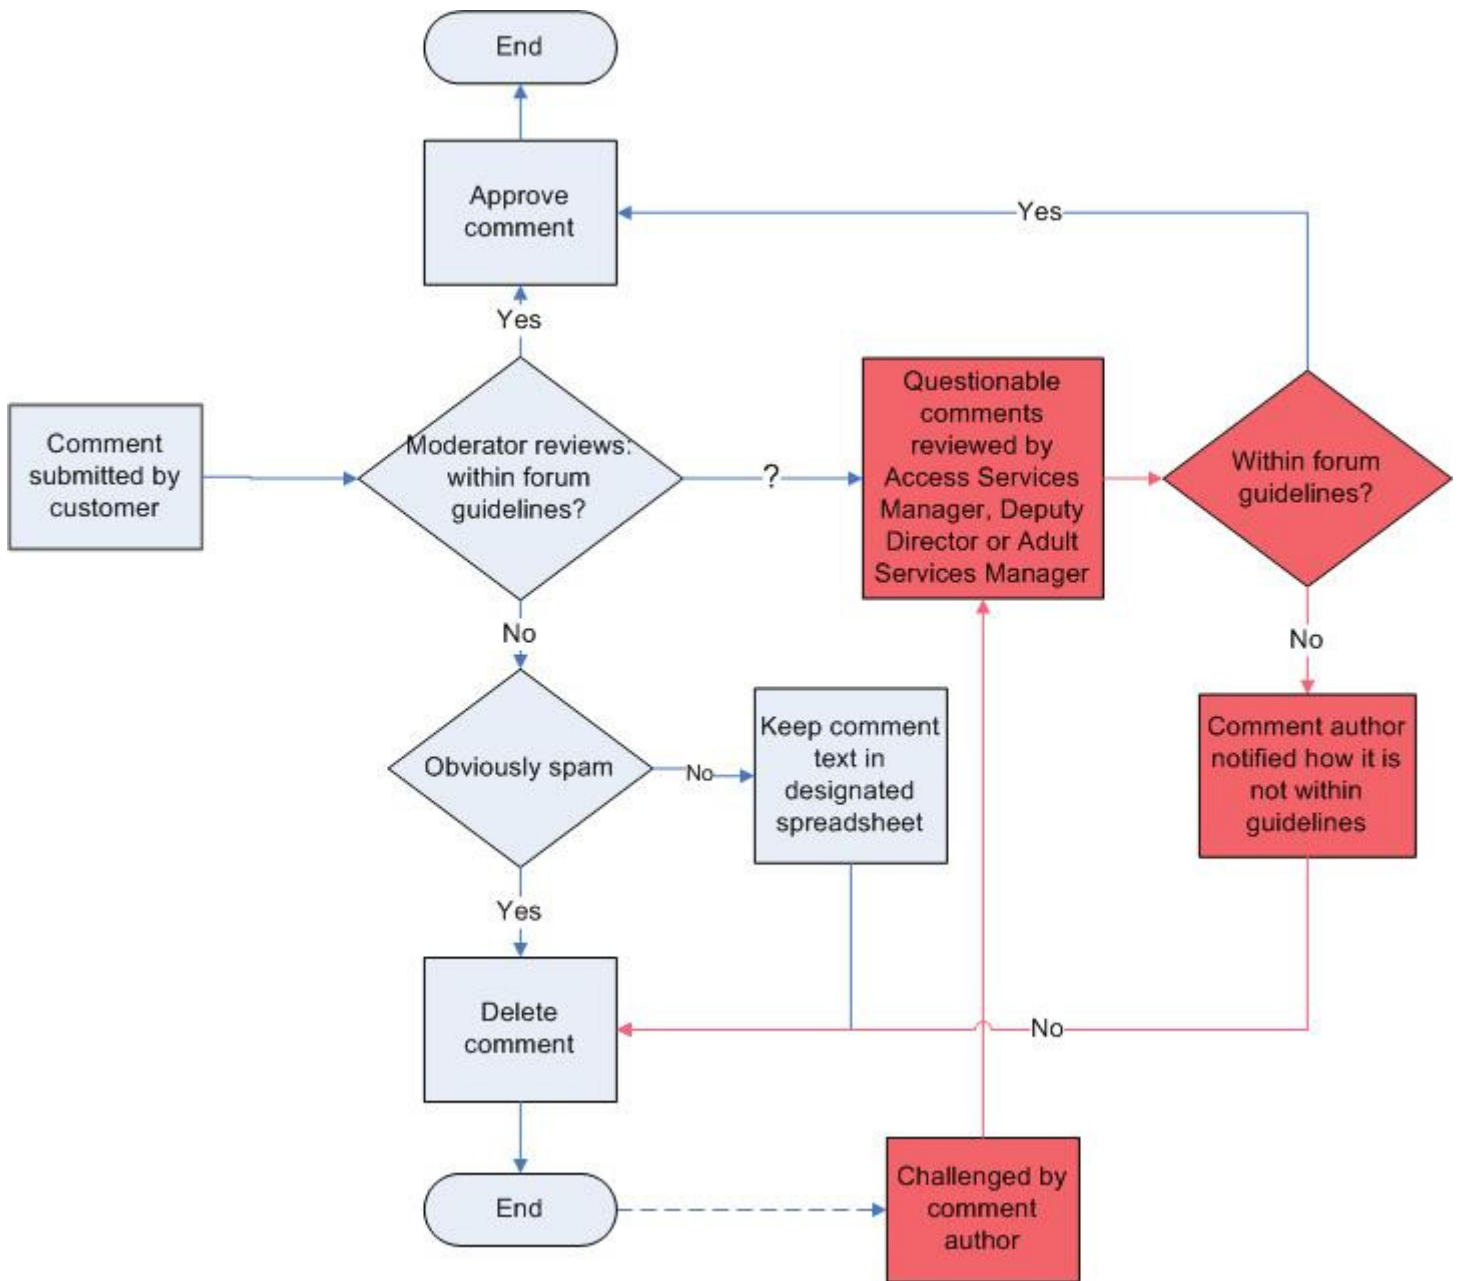 End
Approve
comment
Yes
Yes
Comment
submitted by
customer
Moderator reviews:
within forum
guidelines?
?
Questionable
comments
reviewed by
Access Services
Manager, Deputy
Director or Adult
Services Manager
Within forum
guidelines?
No
No
Obviously spam
No
Keep comment
text in
designated
spreadsheet
Comment author
notified how it is
not within
guidelines
Yes
Delete
comment
No
End
Challenged by
comment
author